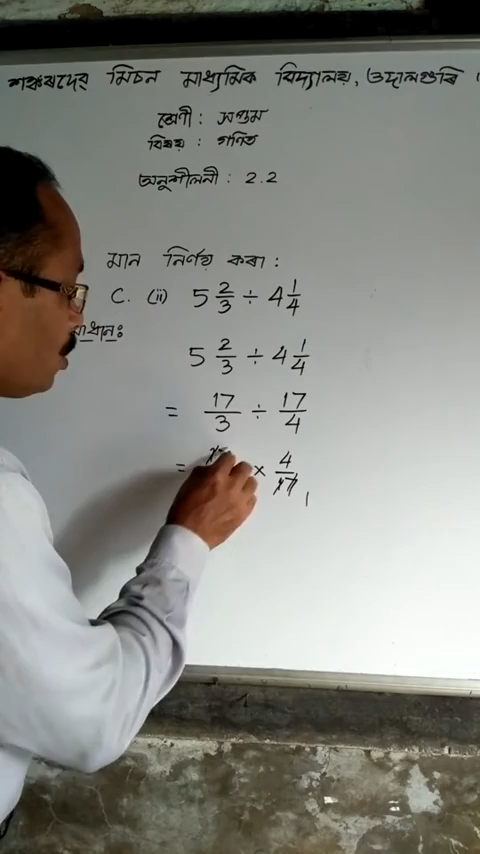 শঙ্কৰদেৱ মিচন মাধ্যমিক বিদ্যালয়, ওদালগুৰি
শ্ৰেণী : সপ্তম
বিষয় : গণিত
অনুশীলনী : 2.2
মান নিৰ্ণয় কৰা :
C. (ii) 5 2/3 ÷ 4 1/4
5 2/3 ÷ 4 1/4
= 17/3 ÷ 17/4
= × 4/17 1